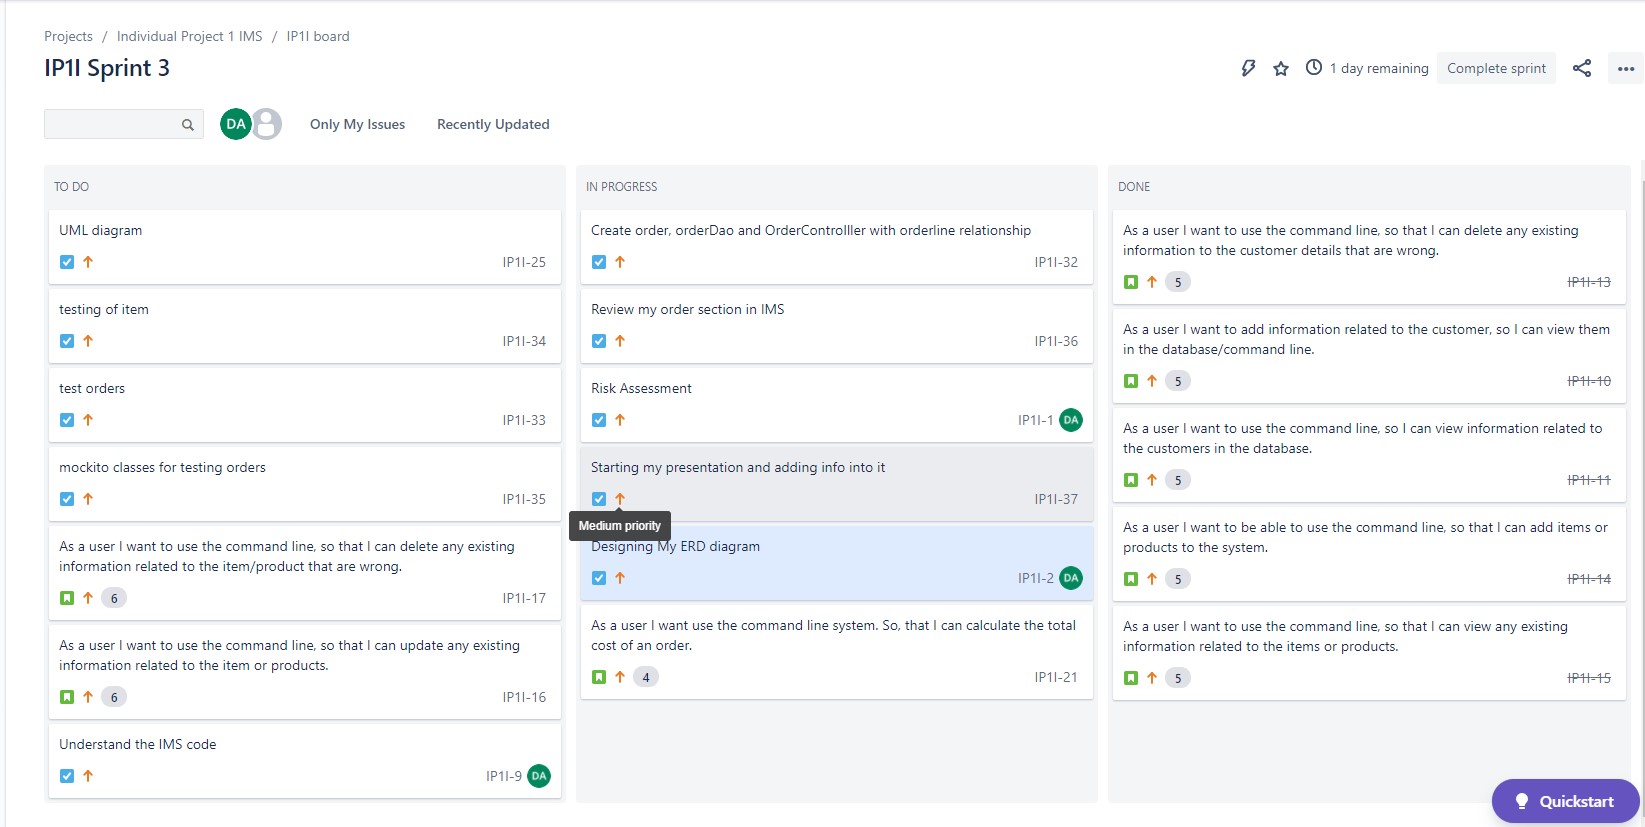 Projects / Individual Project 1 IMS / IP1I board
IP1I Sprint 3
1 day remaining
Complete sprint
DA
Only My Issues
Recently Updated
TO DO
UML diagram
IP1I-25
testing of item
IP1I-34
test orders
IP1I-33
mockito classes for testing orders
IP1I-35
As a user I want to use the command line, so that I can delete any existing
information related to the item/product that are wrong.
6
IP1I-17
As a user I want to use the command line, so that I can update any existing
information related to the item or products.
6
IP1I-16
Understand the IMS code
IP1I-9 DA
IN PROGRESS
Create order, orderDao and OrderControlller with orderline relationship
IP1I-32
Review my order section in IMS
IP1I-36
Risk Assessment
IP1I-1 DA
Starting my presentation and adding info into it
IP1I-37
Medium priority
Designing My ERD diagram
IP1I-2 DA
As a user I want use the command line system. So, that I can calculate the total
cost of an order.
4
IP1I-21
DONE
As a user I want to use the command line, so that I can delete any existing
information to the customer details that are wrong.
5
IP1I-13
As a user I want to add information related to the customer, so I can view them
in the database/command line.
5
IP1I-10
As a user I want to use the command line, so I can view information related to
the customers in the database.
5
IP1I-11
As a user I want to be able to use the command line, so that I can add items or
products to the system.
5
IP1I-14
As a user I want to use the command line, so that I can view any existing
information related to the items or products.
5
IP1I-15
Quickstart